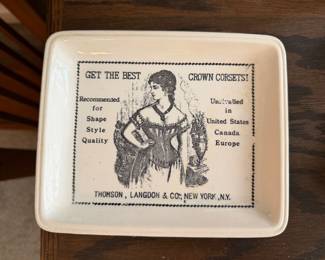 GET THE BEST CROWN CORSETS!
Recommended
for
Shape
Style
Quality
Unrivalled
in
United States
Canada
Europe
THOMSON, LANGDON & CO., NEW YORK, N.Y.